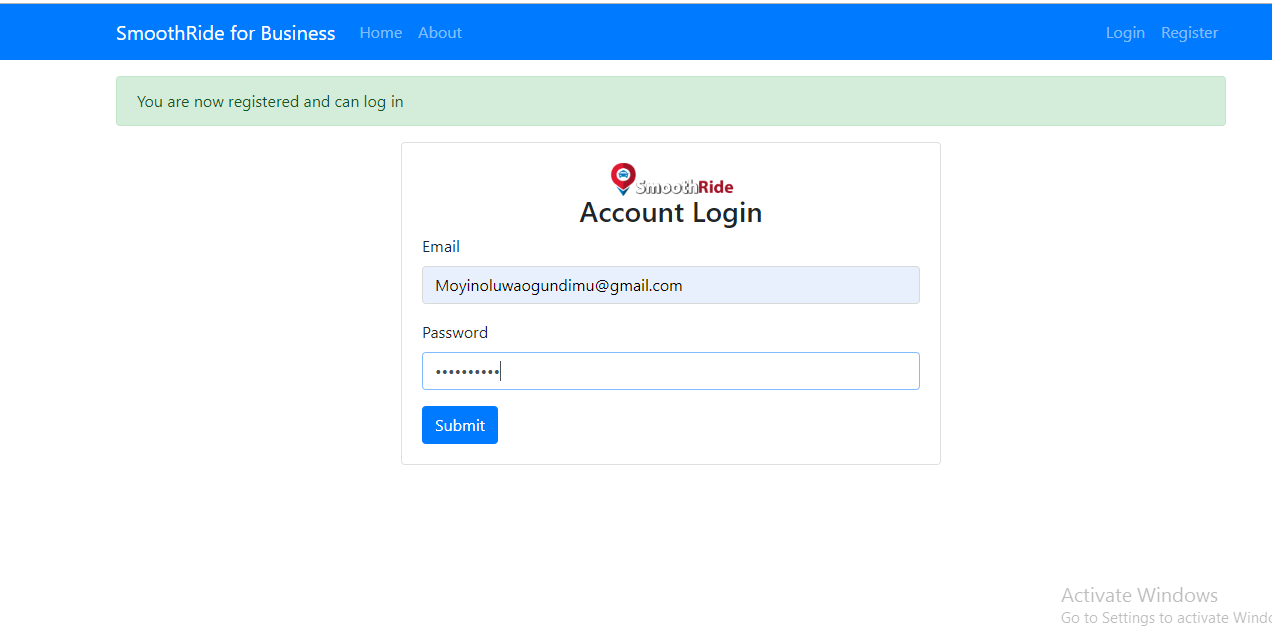 SmoothRide for Business Home About Login Register
You are now registered and can log in
SmoothRide
Account Login
Email
Moyinoluwaogundimu@gmail.com
Password
••••••••••
Submit
Activate Windows
Go to Settings to activate Windo